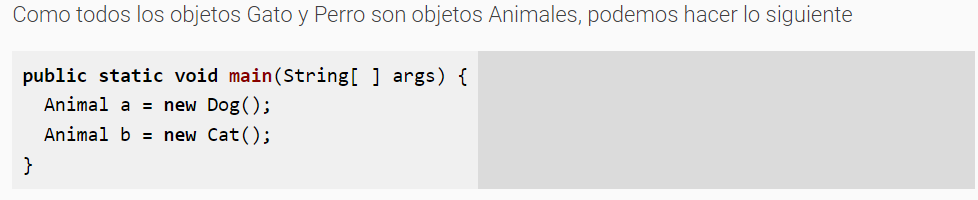 Como todos los objetos Gato y Perro son objetos Animales, podemos hacer lo siguiente
public static void main(String[ ] args) {
  Animal a = new Dog();
  Animal b = new Cat();
}